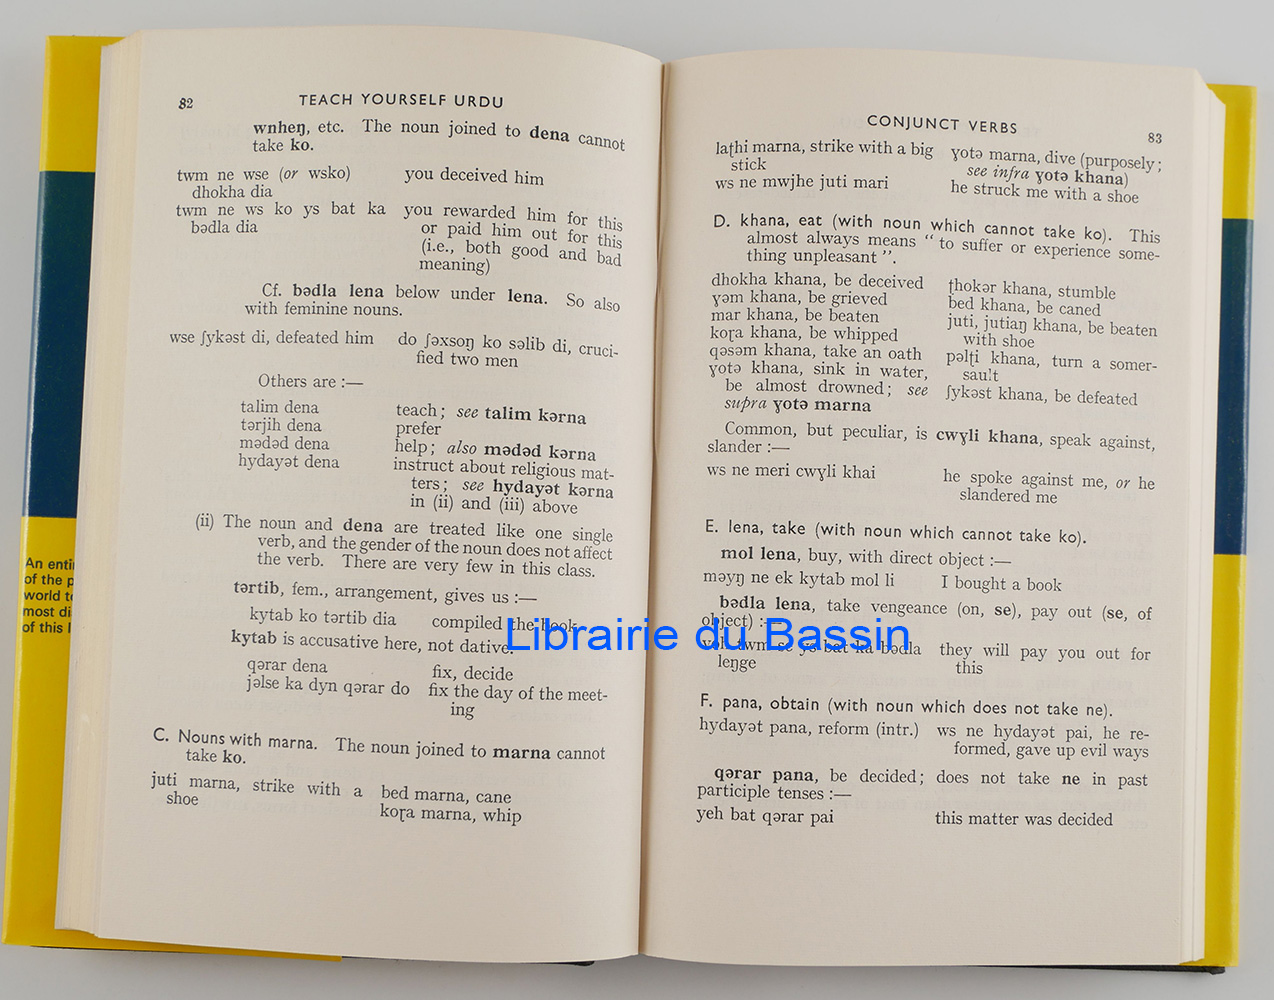 82 TEACH YOURSELF URDU
wnheŋ, etc. The noun joined to dena cannot
take ko.
twm ne wse (or wsko) you deceived him
dhokha dia
twm ne ws ko ys bat ka you rewarded him for this
bədla dia or paid him out for this
(i.e., both good and bad
meaning)
Cf. bədla lena below under lena. So also
with feminine nouns.
wse ʃykəst di, defeated him do ʃəxsoŋ ko səlib di, cruci-
fied two men
Others are :—
talim dena teach; see talim kərna
tərjih dena prefer
mədəd dena help; also mədəd kərna
hydayət dena instruct about religious mat-
ters; see hydayət kərna
in (ii) and (iii) above
(ii) The noun and dena are treated like one single
verb, and the gender of the noun does not affect
the verb. There are very few in this class.
tərtib, fem., arrangement, gives us :—
kytab ko tərtib dia compiled the book
kytab is accusative here, not dative.
qərar dena fix, decide
jəlse ka dyn qərar do fix the day of the meet-
ing
C. Nouns with marna. The noun joined to marna cannot
take ko.
juti marna, strike with a bed marna, cane
shoe koɽa marna, whip
CONJUNCT VERBS 83
laʈhi marna, strike with a big ɣotə marna, dive (purposely;
stick see infra ɣotə khana)
ws ne mwjhe juti mari he struck me with a shoe
D. khana, eat (with noun which cannot take ko). This
almost always means “ to suffer or experience some-
thing unpleasant ”.
dhokha khana, be deceived ʈhokər khana, stumble
ɣəm khana, be grieved bed khana, be caned
mar khana, be beaten juti, jutiaŋ khana, be beaten
koɽa khana, be whipped with shoe
qəsəm khana, take an oath pəlʈi khana, turn a somer-
ɣotə khana, sink in water, sault
be almost drowned; see ʃykəst khana, be defeated
supra ɣotə marna
Common, but peculiar, is cwɣli khana, speak against,
slander :—
ws ne meri cwɣli khai he spoke against me, or he
slandered me
E. lena, take (with noun which cannot take ko).
mol lena, buy, with direct object :—
məyŋ ne ek kytab mol li I bought a book
bədla lena, take vengeance (on, se), pay out (se, of
object) :—
yeh twm se ys bat ka bədla they will pay you out for
leŋge this
F. pana, obtain (with noun which does not take ne).
hydayət pana, reform (intr.) ws ne hydayət pai, he re-
formed, gave up evil ways
qərar pana, be decided; does not take ne in past
participle tenses :—
yeh bat qərar pai this matter was decided
An enti
of the p
world t
most di
of this l
Librairie du Bassin